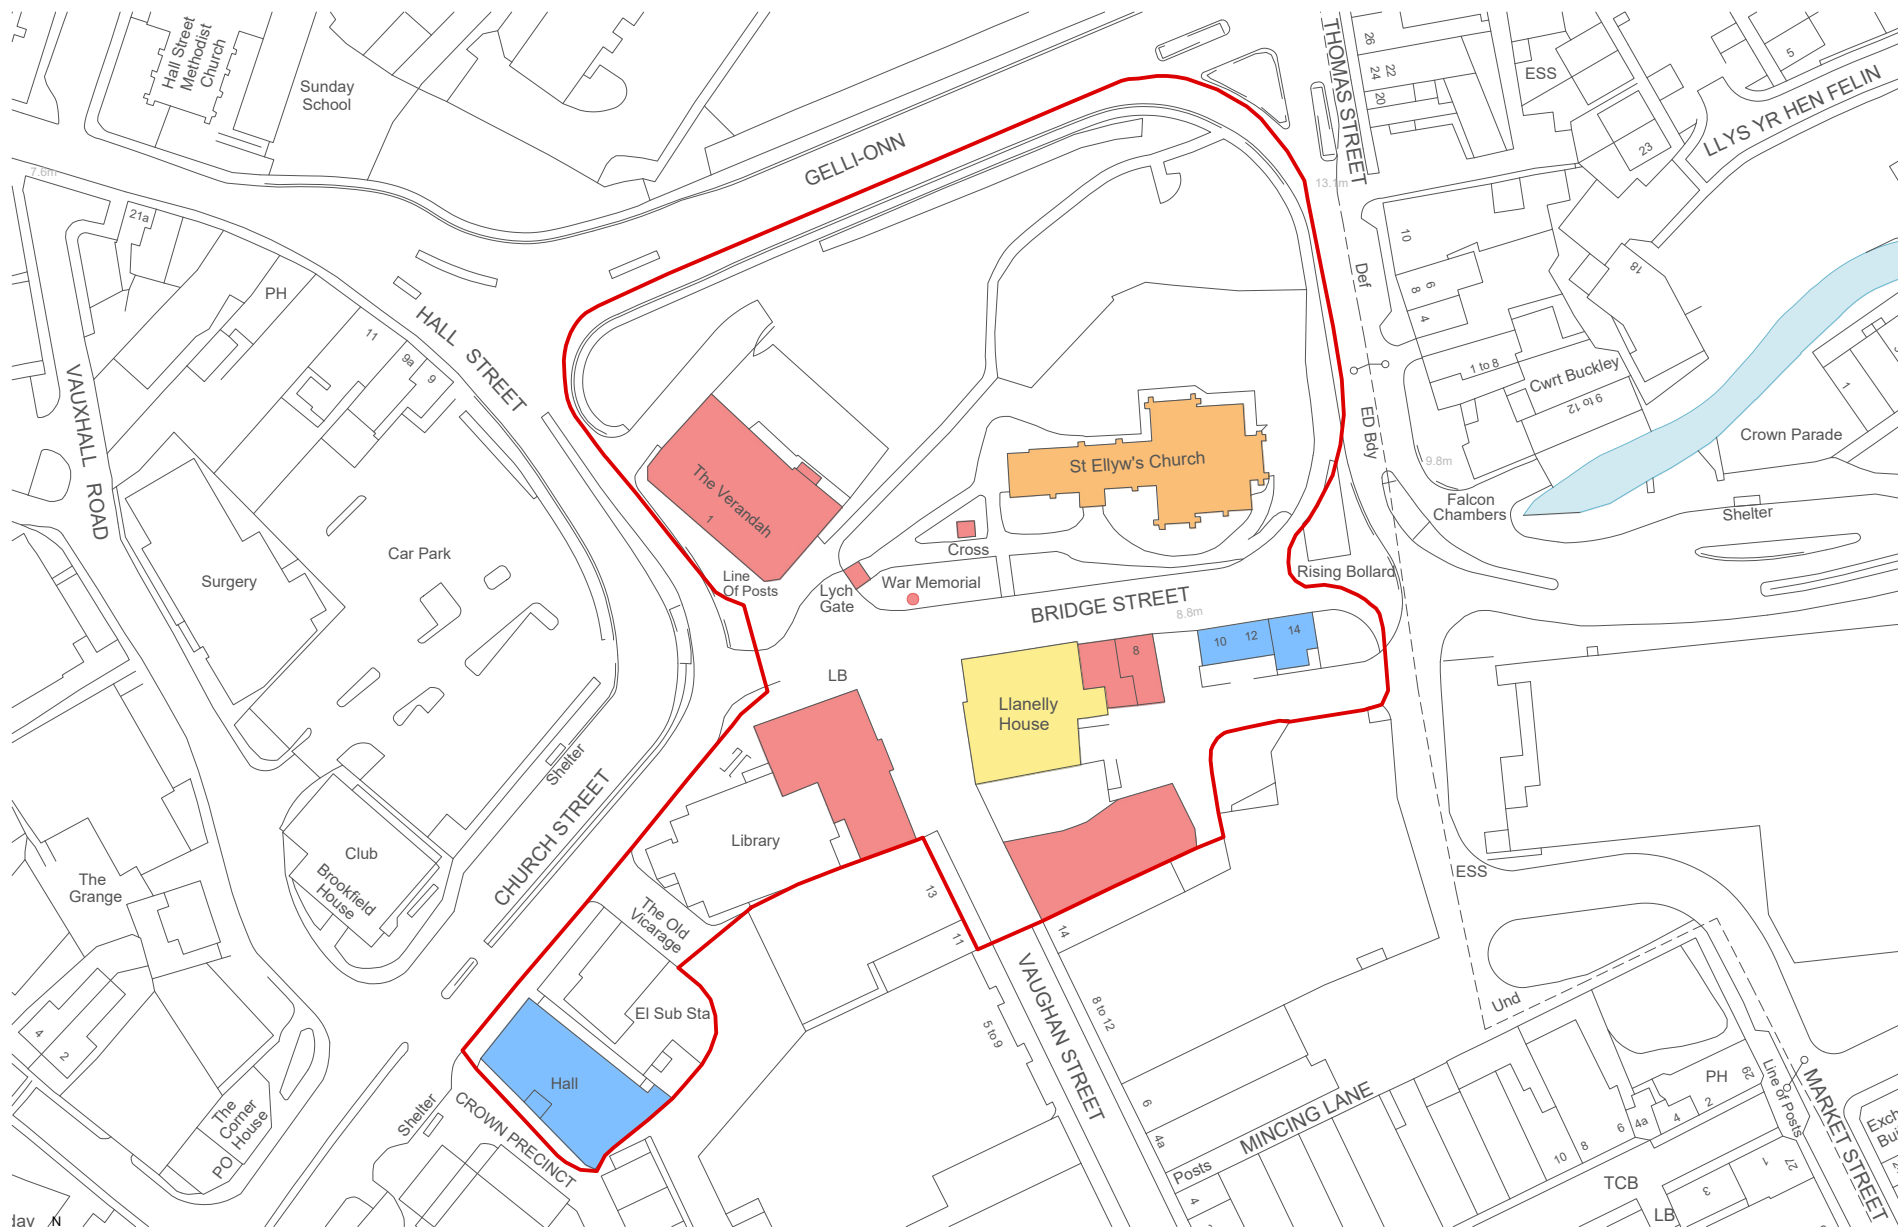 Hall Street
Methodist
Church
Sunday
School
GELLI-ONN
THOMAS STREET
26
22
24
20
ESS
5
23
LLYS YR HEN FELIN
7.6m
13.1m
21a
PH
HALL STREET
11
9a
9
VAUXHALL ROAD
10
Def
6
8
4
18
1 to 8
Cwrt Buckley
9 to 12
1
Crown Parade
ED Bdy
9.8m
Falcon
Chambers
Shelter
The Verandah
1
St Ellyw's Church
Cross
War Memorial
Lych
Gate
Line
Of Posts
Car Park
Surgery
Rising Bollard
BRIDGE STREET
8.8m
10
12
14
8
LB
Llanelly
House
Shelter
CHURCH STREET
Library
Club
Brookfield
House
The
Grange
The Old
Vicarage
13
11
14
ESS
El Sub Sta
Und
VAUGHAN STREET
8 to 12
5 to 9
4
2
Hall
The
Corner
House
PO
Shelter
CROWN PRECINCT
6
4a
MINCING LANE
Posts
4
PH
29
2
4
4a
6
8
10
Line Of Posts
MARKET STREET
TCB
LB
3
1
27
N